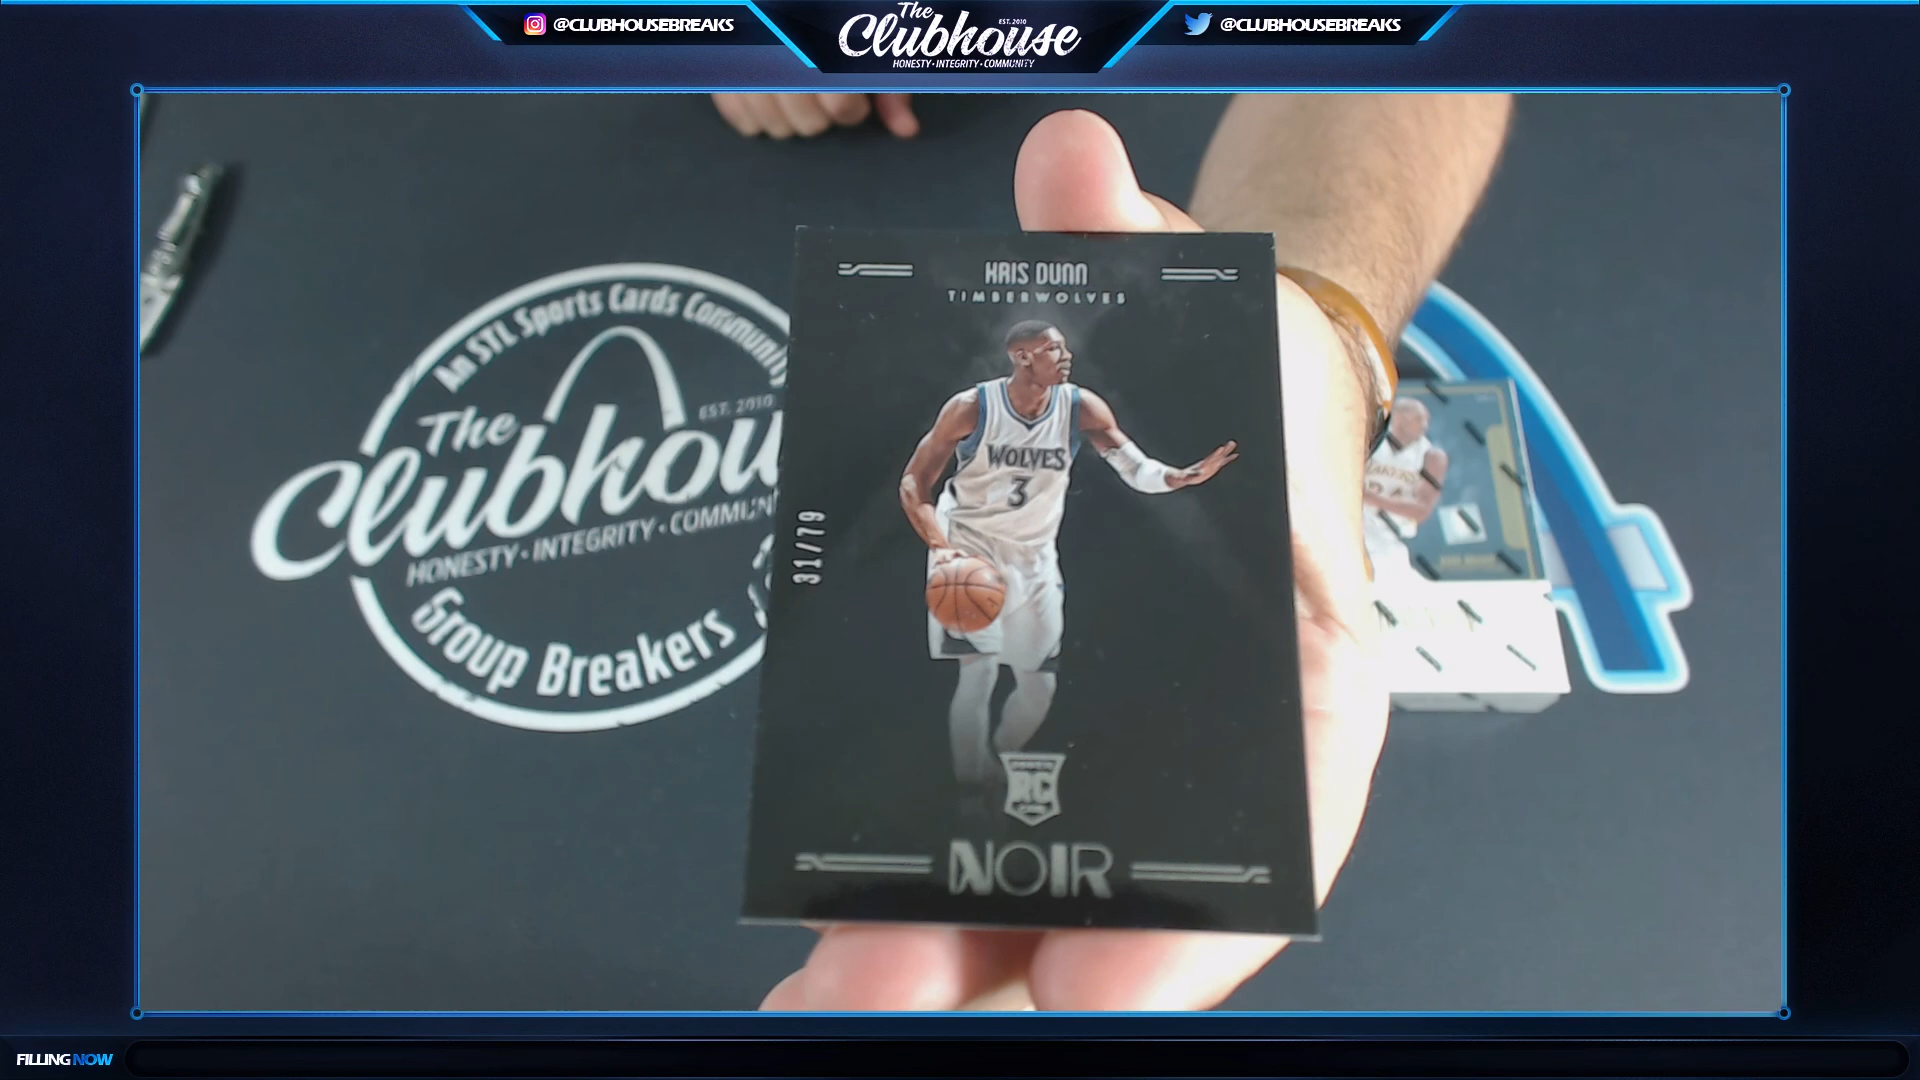 @CLUBHOUSEBREAKS
The
EST. 2010
Clubhouse
HONESTY • INTEGRITY • COMMUNITY
@CLUBHOUSEBREAKS
An STL Sports Cards Community
The
EST. 2010
Clubhou
HONESTY • INTEGRITY • COMMUN
Group Breakers
KRIS DUNN
TIMBERWOLVES
WOLVES
3
31/79
RC
NOIR
FILLING NOW